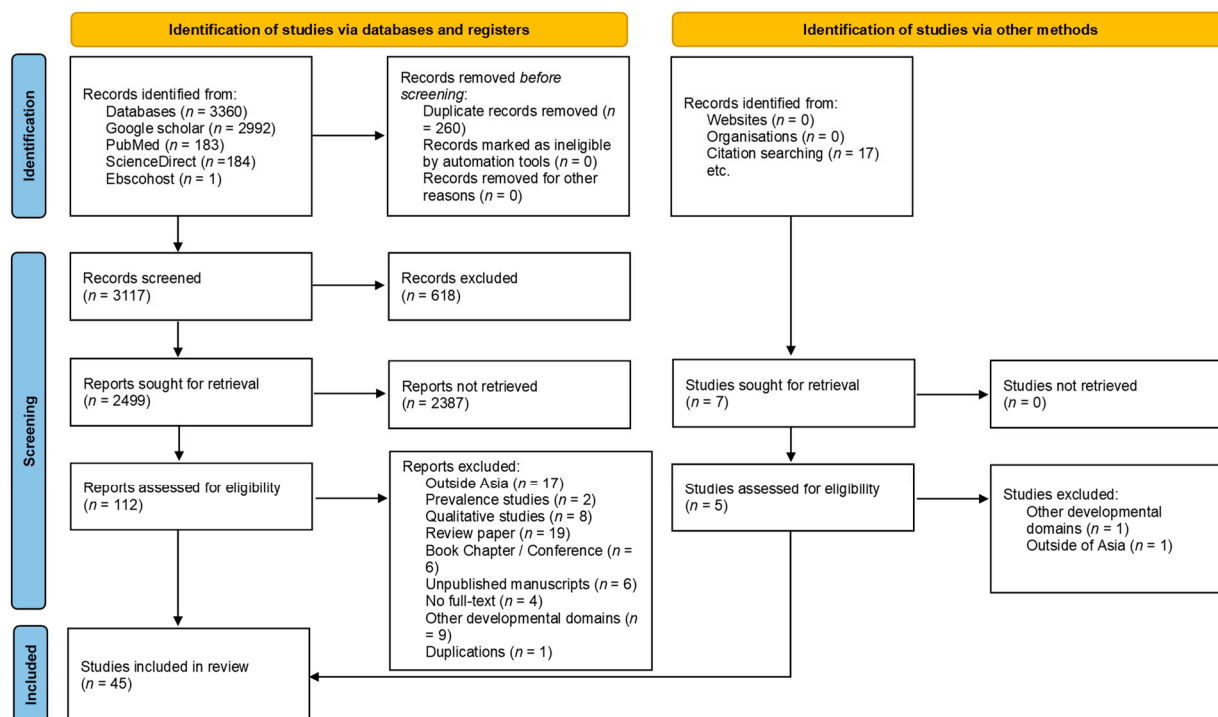 Identification of studies via databases and registers
Identification of studies via other methods
Identification
Records identified from:
Databases (n = 3360)
Google scholar (n = 2992)
PubMed (n = 183)
ScienceDirect (n =184)
Ebscohost (n = 1)
Records removed before
screening:
Duplicate records removed (n
= 260)
Records marked as ineligible
by automation tools (n = 0)
Records removed for other
reasons (n = 0)
Records identified from:
Websites (n = 0)
Organisations (n = 0)
Citation searching (n = 17)
etc.
Screening
Records screened
(n = 3117)
Records excluded
(n = 618)
Reports sought for retrieval
(n = 2499)
Reports not retrieved
(n = 2387)
Studies sought for retrieval
(n = 7)
Studies not retrieved
(n = 0)
Reports assessed for eligibility
(n = 112)
Reports excluded:
Outside Asia (n = 17)
Prevalence studies (n = 2)
Qualitative studies (n = 8)
Review paper (n = 19)
Book Chapter / Conference (n =
6)
Unpublished manuscripts (n = 6)
No full-text (n = 4)
Other developmental domains (n
= 9)
Duplications (n = 1)
Studies assessed for eligibility
(n = 5)
Studies excluded:
Other developmental
domains (n = 1)
Outside of Asia (n = 1)
Included
Studies included in review
(n = 45)